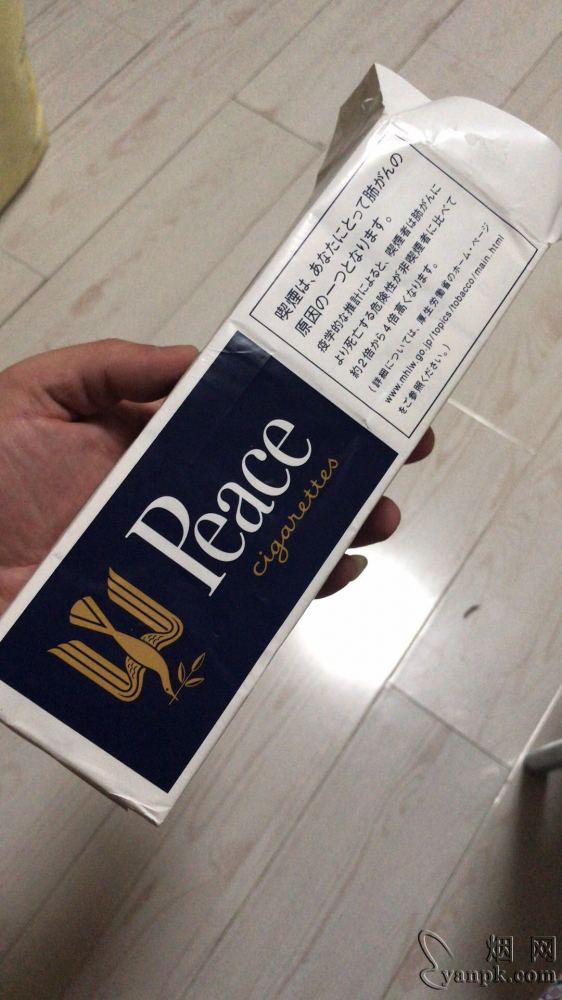 喫煙は、あなたにとって肺がんの
原因の一つとなります。
疫学的な推計によると、喫煙者は肺がんに
より死亡する危険性が非喫煙者に比べて
約2倍から4倍高くなります。
(詳細については、厚生労働省のホーム・ページ
www.mhlw.go.jp/topics/tobacco/main.html
をご参照ください。)
Peace
cigarettes
烟网
yanpk.com